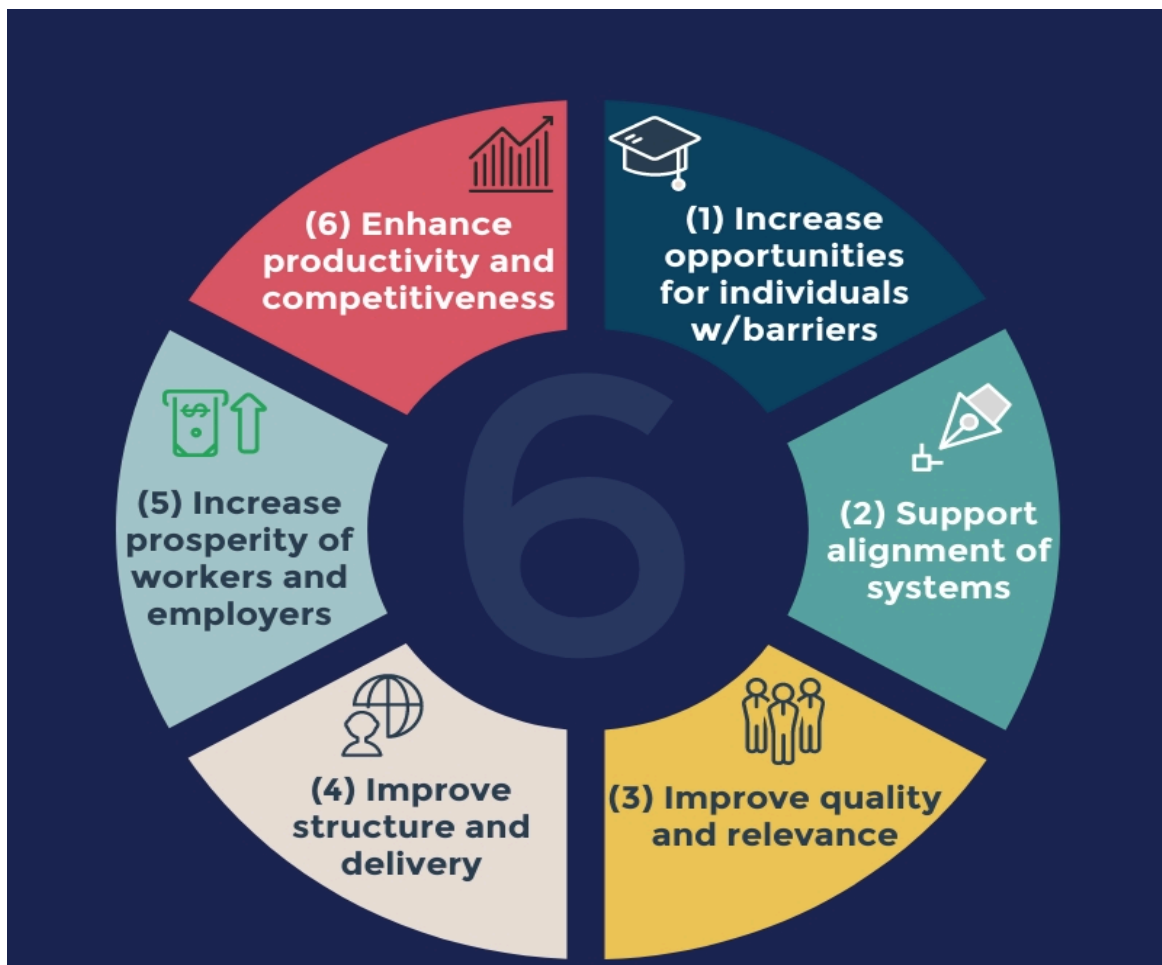 (1) Increase
opportunities
for individuals
w/barriers
(2) Support
alignment of
systems
(3) Improve quality
and relevance
(4) Improve
structure and
delivery
(5) Increase
prosperity of
workers and
employers
(6) Enhance
productivity and
competitiveness
6
$